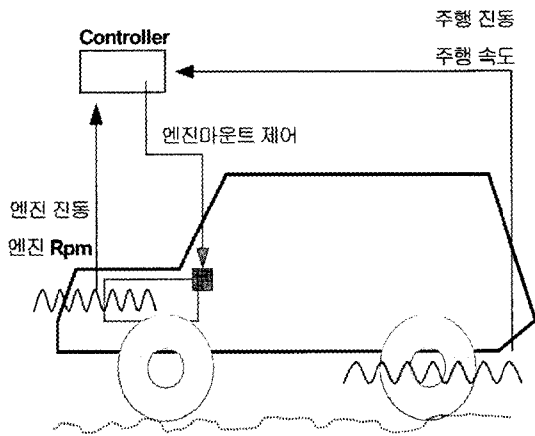 주행 진동
Controller
주행 속도
엔진마운트 제어
엔진 진동
엔진 Rpm